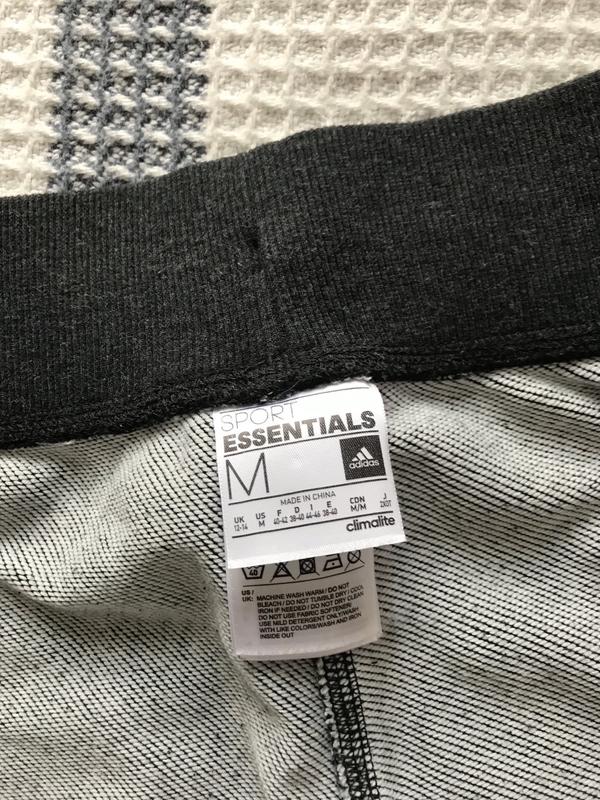 SPORT
ESSENTIALS
M
adidas
MADE IN CHINA
UK US F D I E CDN J
12-14 M 40-42 38-40 44-46 38-40 M/M 2XOT
climalite
40
US/ MACHINE WASH WARM / DO NOT
UK: BLEACH / DO NOT TUMBLE DRY / COOL
IRON IF NEEDED / DO NOT DRY CLEAN
DO NOT USE FABRIC SOFTENER
USE MILD DETERGENT ONLY/WASH
WITH LIKE COLORS/WASH AND IRON
INSIDE OUT